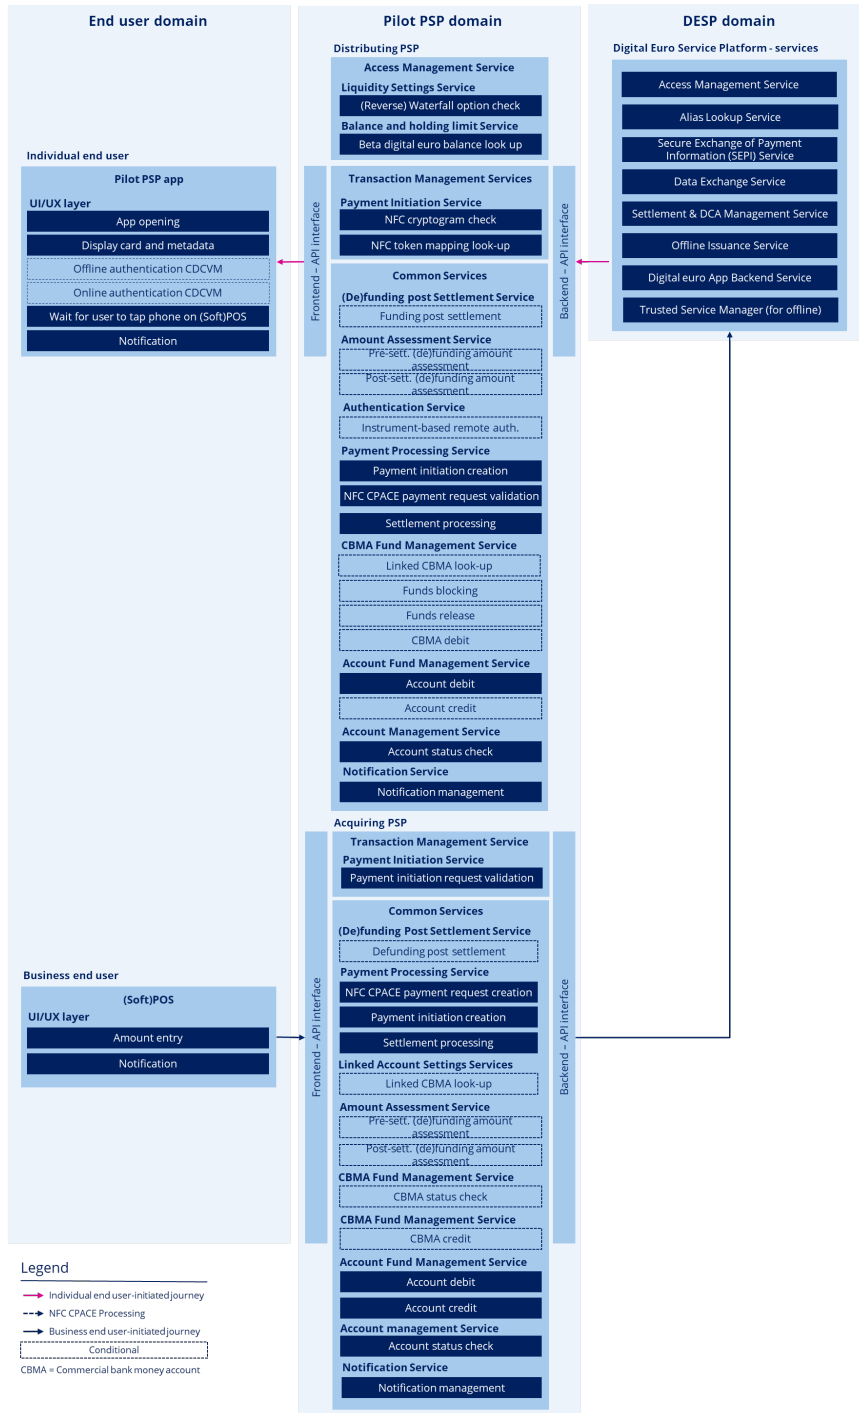 End user domain
Pilot PSP domain
DESP domain
Distributing PSP
Access Management Service
Liquidity Settings Service
(Reverse) Waterfall option check
Balance and holding limit Service
Beta digital euro balance look up
Digital Euro Service Platform - services
Access Management Service
Alias Lookup Service
Secure Exchange of Payment
Information (SEPI) Service
Data Exchange Service
Settlement & DCA Management Service
Offline Issuance Service
Digital euro App Backend Service
Trusted Service Manager (for offline)
Individual end user
Pilot PSP app
UI/UX layer
App opening
Display card and metadata
Offline authentication CDCVM
Online authentication CDCVM
Wait for user to tap phone on (Soft)POS
Notification
Frontend – API interface
Transaction Management Services
Payment Initiation Service
NFC cryptogram check
NFC token mapping look-up
Common Services
(De)funding post Settlement Service
Funding post settlement
Amount Assessment Service
Pre-sett. (de)funding amount
assessment
Post-sett. (de)funding amount
assessment
Authentication Service
Instrument-based remote auth.
Payment Processing Service
Payment initiation creation
NFC CPACE payment request validation
Settlement processing
CBMA Fund Management Service
Linked CBMA look-up
Funds blocking
Funds release
CBMA debit
Account Fund Management Service
Account debit
Account credit
Account Management Service
Account status check
Notification Service
Notification management
Backend – API interface
Acquiring PSP
Transaction Management Service
Payment Initiation Service
Payment initiation request validation
Common Services
(De)funding Post Settlement Service
Defunding post settlement
Payment Processing Service
NFC CPACE payment request creation
Payment initiation creation
Settlement processing
Linked Account Settings Services
Linked CBMA look-up
Amount Assessment Service
Pre-sett. (de)funding amount
assessment
Post-sett. (de)funding amount
assessment
CBMA Fund Management Service
CBMA status check
CBMA Fund Management Service
CBMA credit
Account Fund Management Service
Account debit
Account credit
Account management Service
Account status check
Notification Service
Notification management
Frontend – API interface
Backend – API interface
Business end user
(Soft)POS
UI/UX layer
Amount entry
Notification
Legend
Individual end user-initiated journey
NFC CPACE Processing
Business end user-initiated journey
Conditional
CBMA = Commercial bank money account